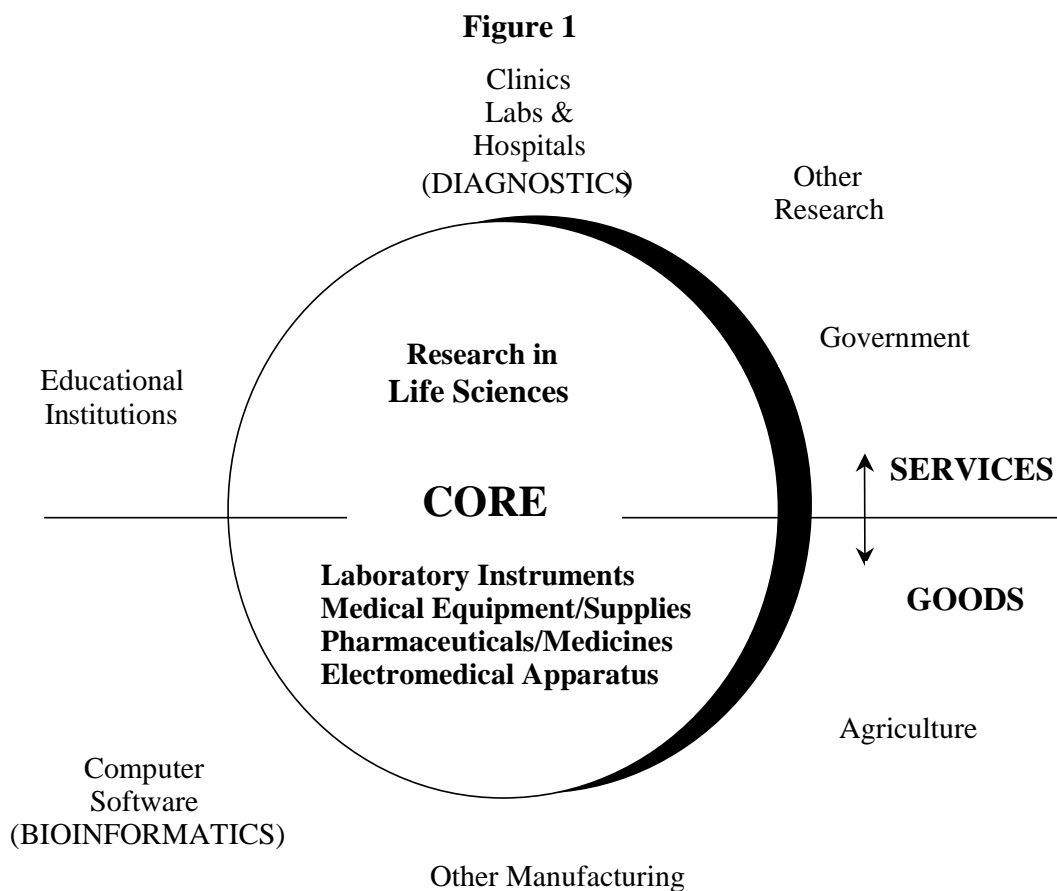 Figure 1
Clinics
Labs &
Hospitals
(DIAGNOSTICS)
Other
Research
Government
Research in
Life Sciences
Educational
Institutions
SERVICES
CORE
Laboratory Instruments
Medical Equipment/Supplies
Pharmaceuticals/Medicines
Electromedical Apparatus
GOODS
Agriculture
Computer
Software
(BIOINFORMATICS)
Other Manufacturing